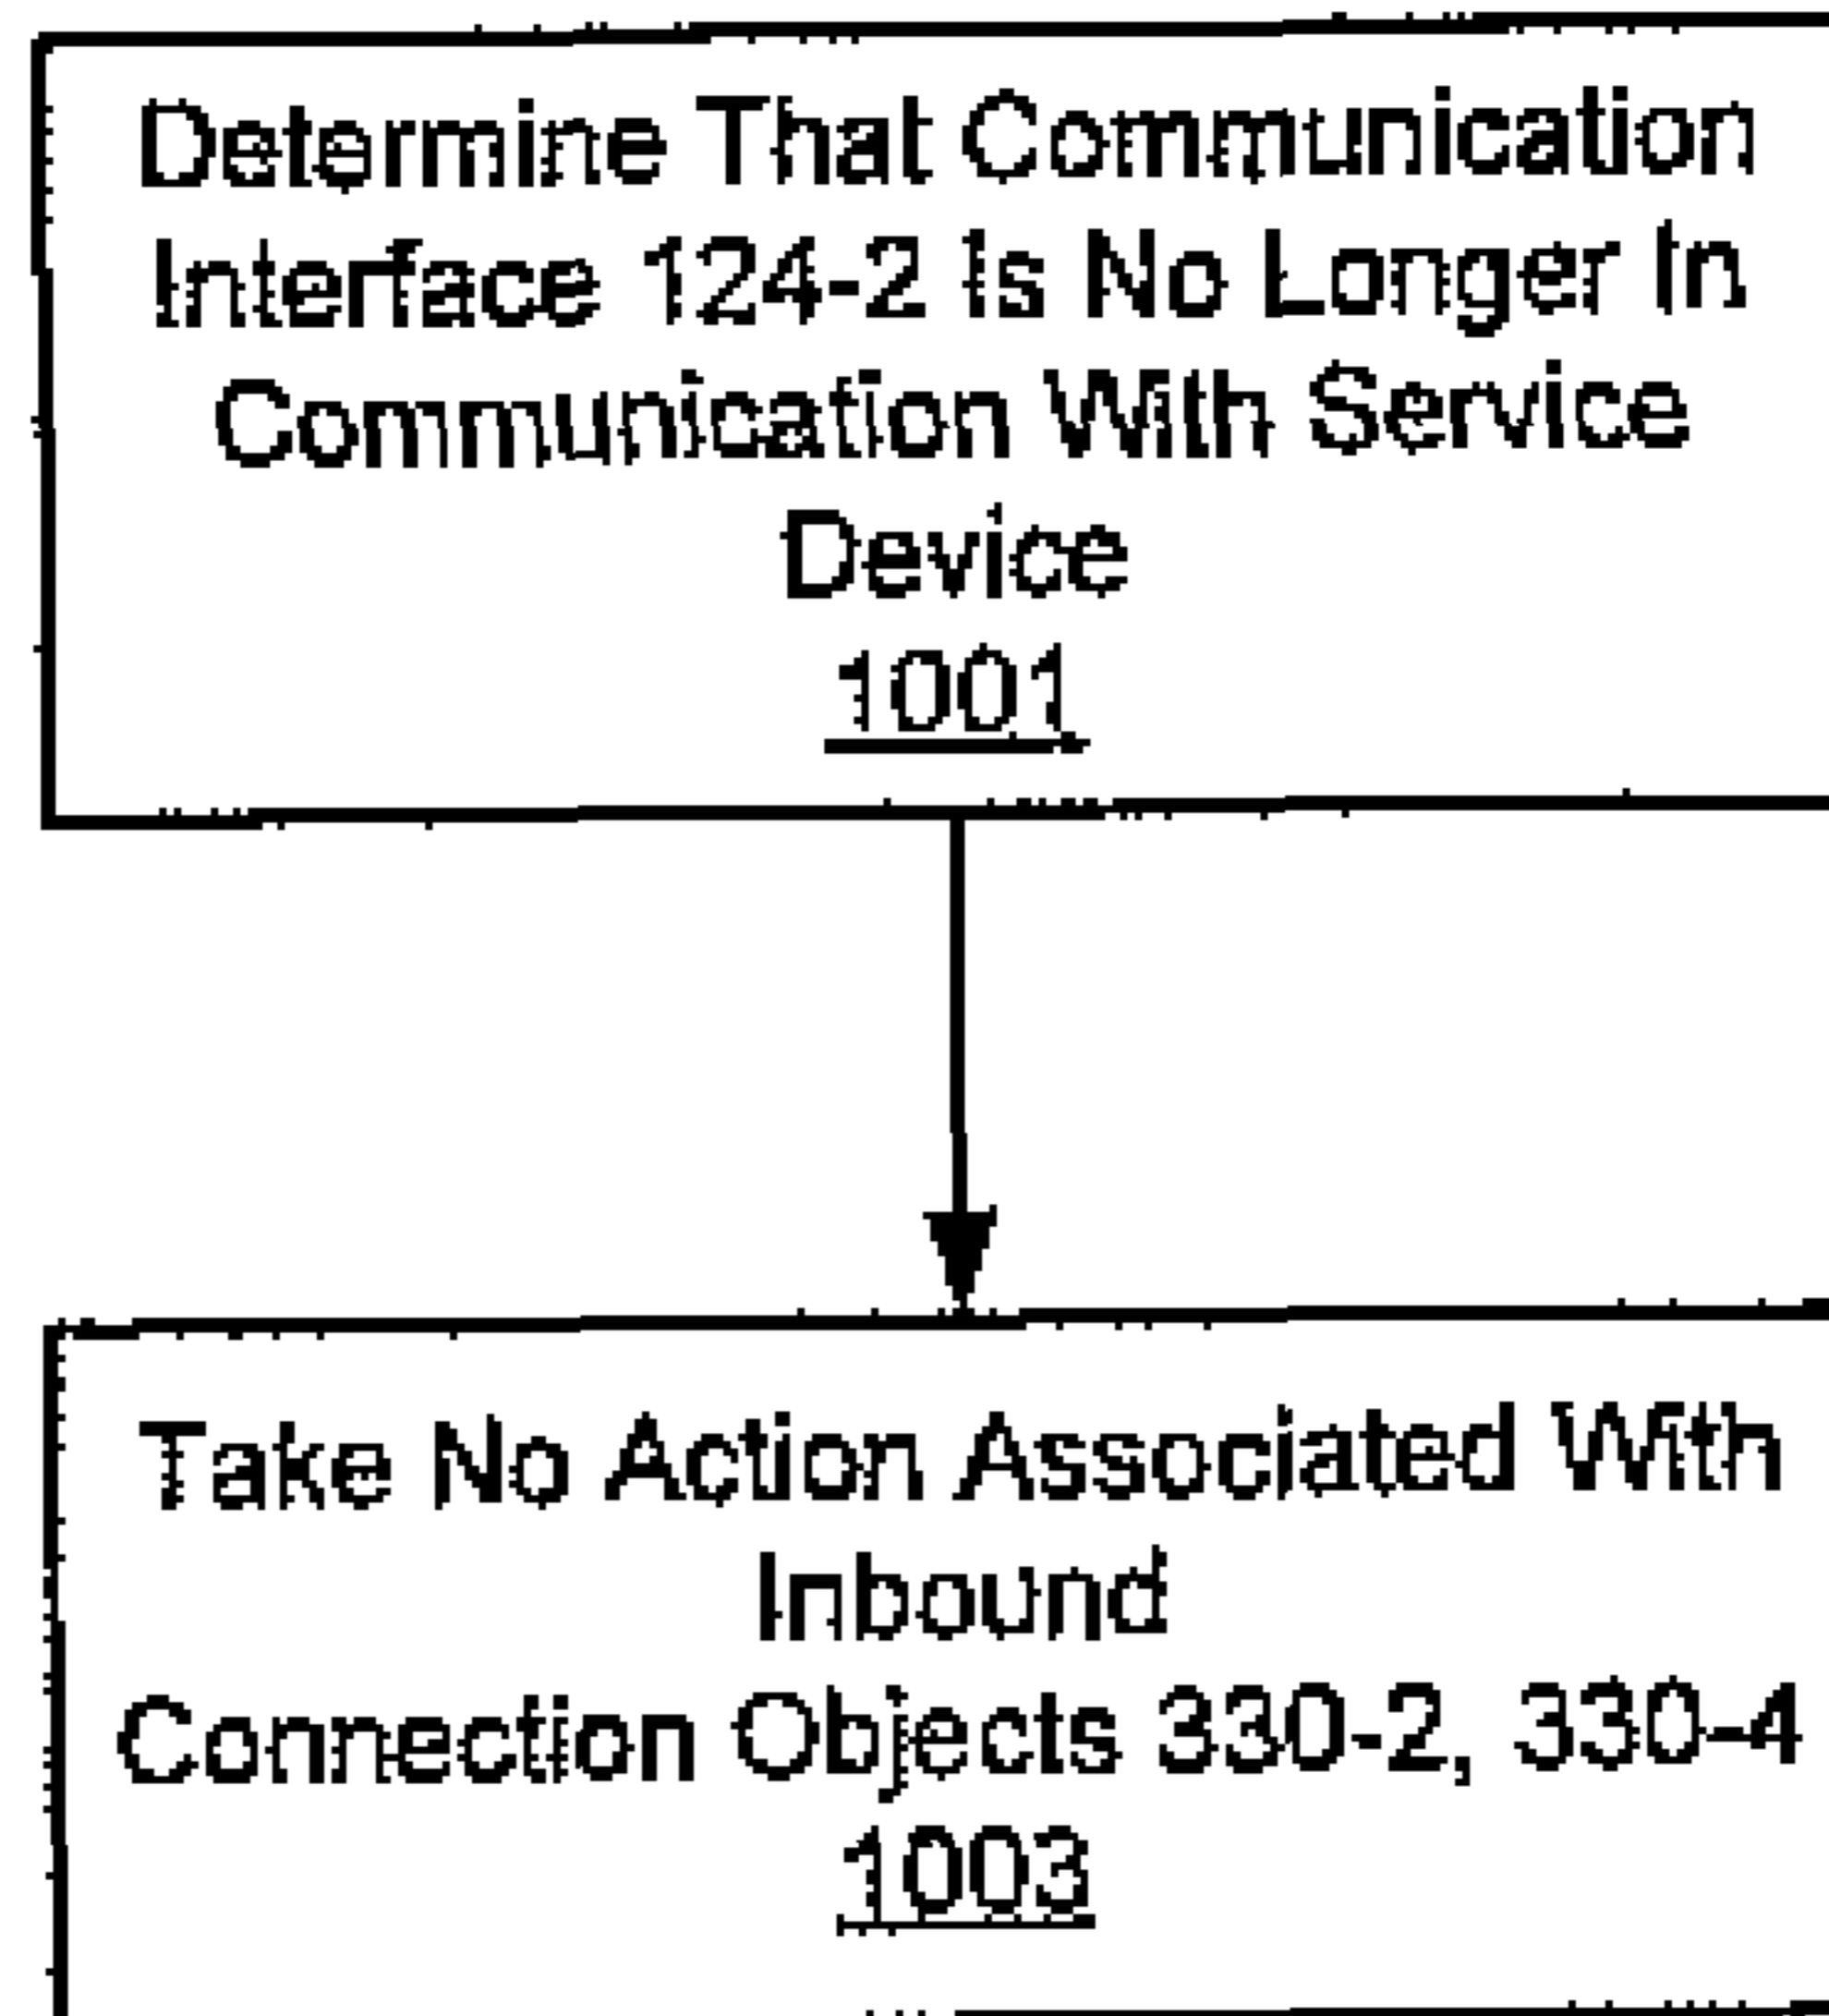 Determine That Communication
Interface 124-2 Is No Longer In
Communication With Service
Device
1001
Take No Action Associated With
Inbound
Connection Objects 330-2, 330-4
1003